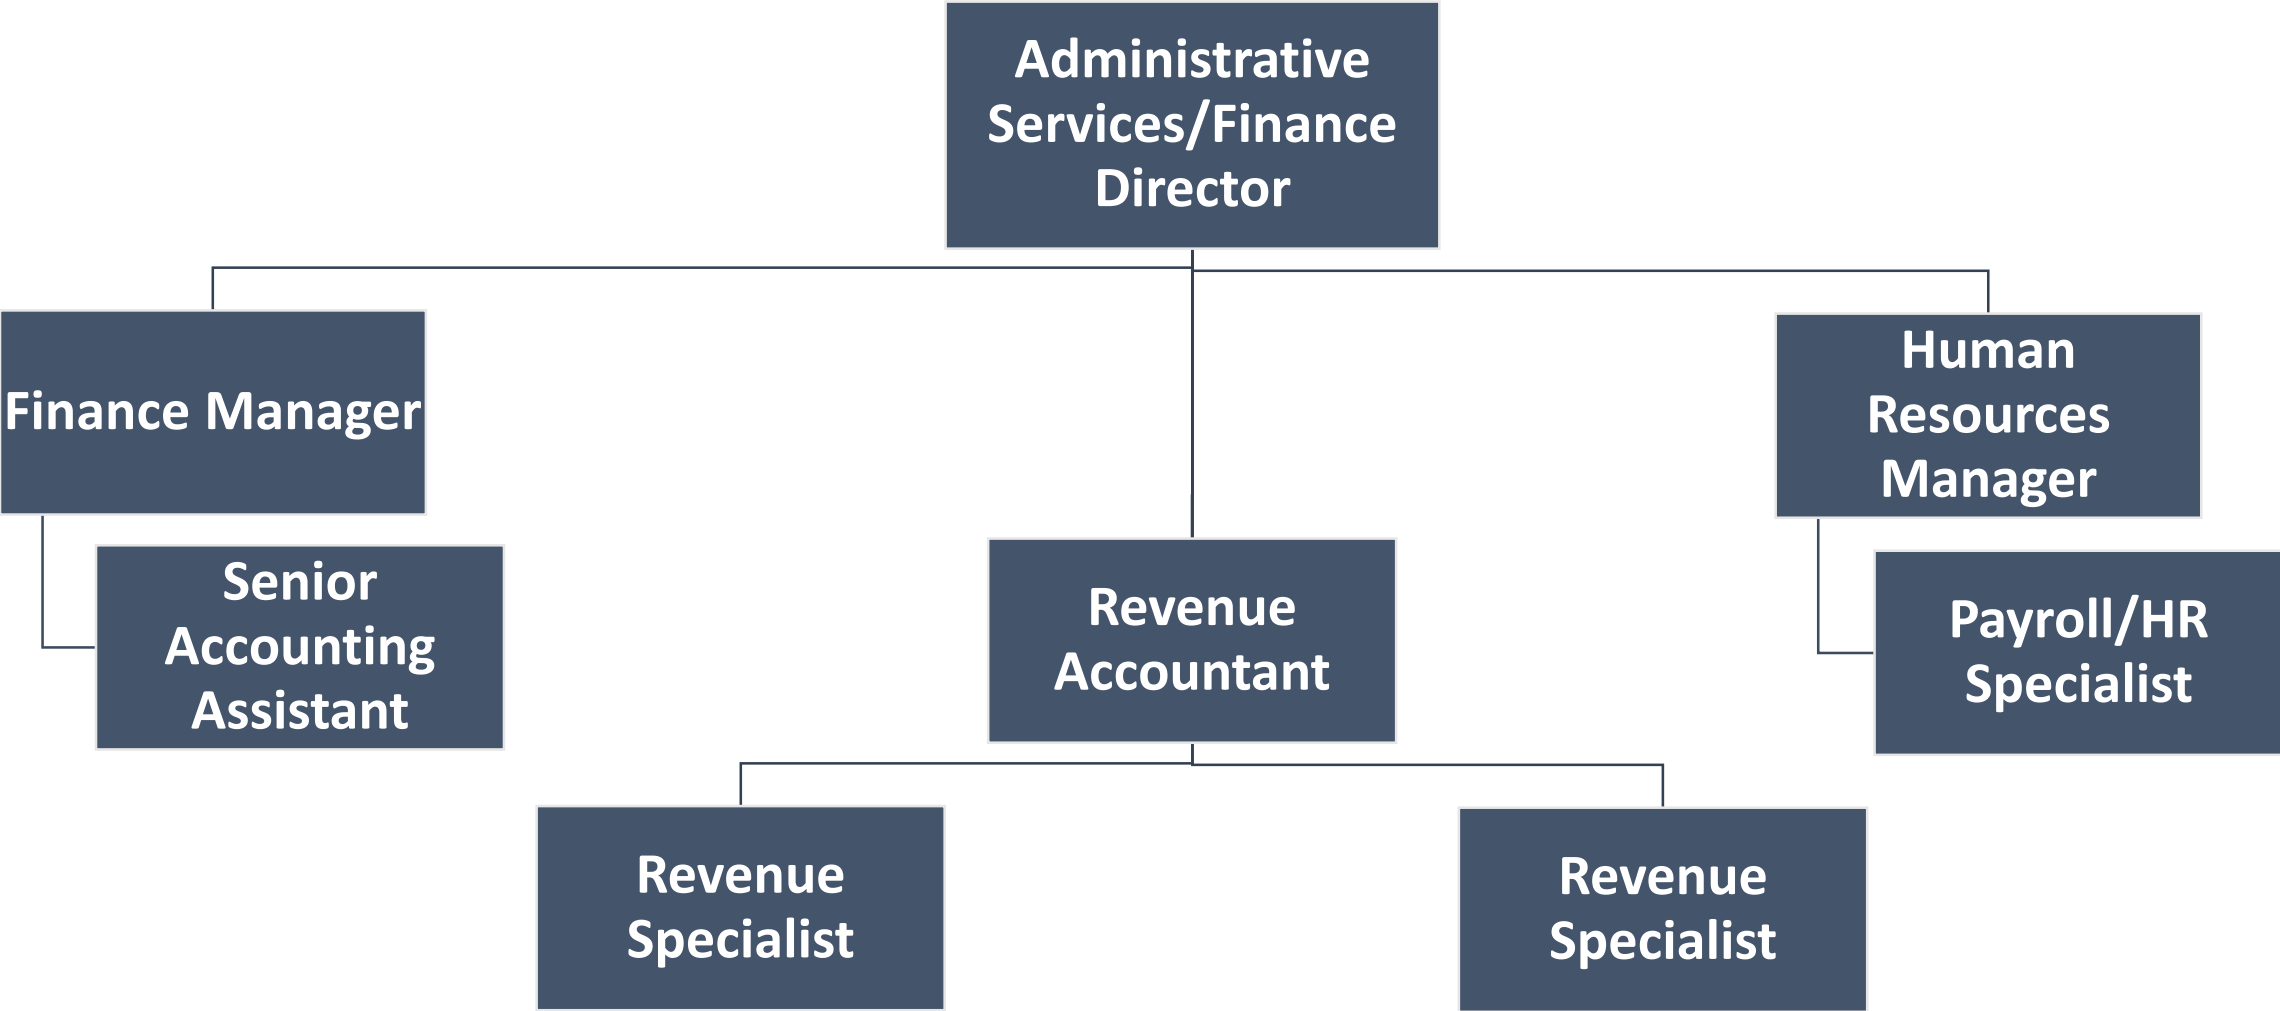 Administrative
Services/Finance
Director
Finance Manager
Human
Resources
Manager
Senior
Accounting
Assistant
Revenue
Accountant
Payroll/HR
Specialist
Revenue
Specialist
Revenue
Specialist